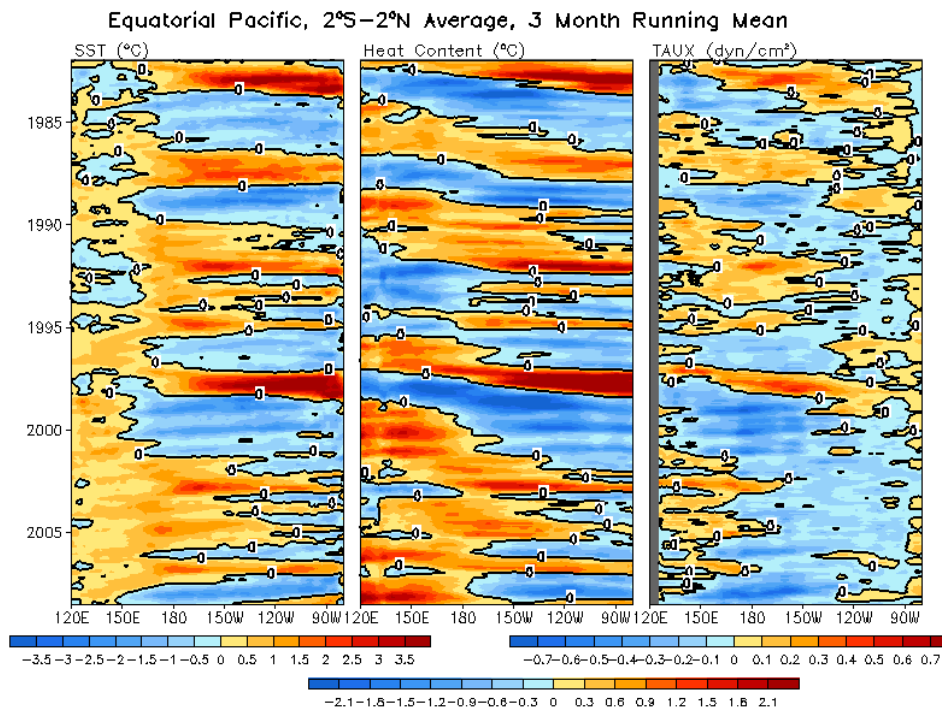 Equatorial Pacific, 2°S-2°N Average, 3 Month Running Mean
SST (°C) Heat Content (°C) TAUX (dyn/cm²)
1985
1990
1995
2000
2005
120E 150E 180 150W 120W 90W 120E 150E 180 150W 120W 90W 120E 150E 180 150W 120W 90W
-3.5 -3 -2.5 -2 -1.5 -1 -0.5 0 0.5 1 1.5 2 2.5 3 3.5
-0.7 -0.6 -0.5 -0.4 -0.3 -0.2 -0.1 0 0.1 0.2 0.3 0.4 0.5 0.6 0.7
-2.1 -1.8 -1.5 -1.2 -0.9 -0.6 -0.3 0 0.3 0.6 0.9 1.2 1.5 1.8 2.1